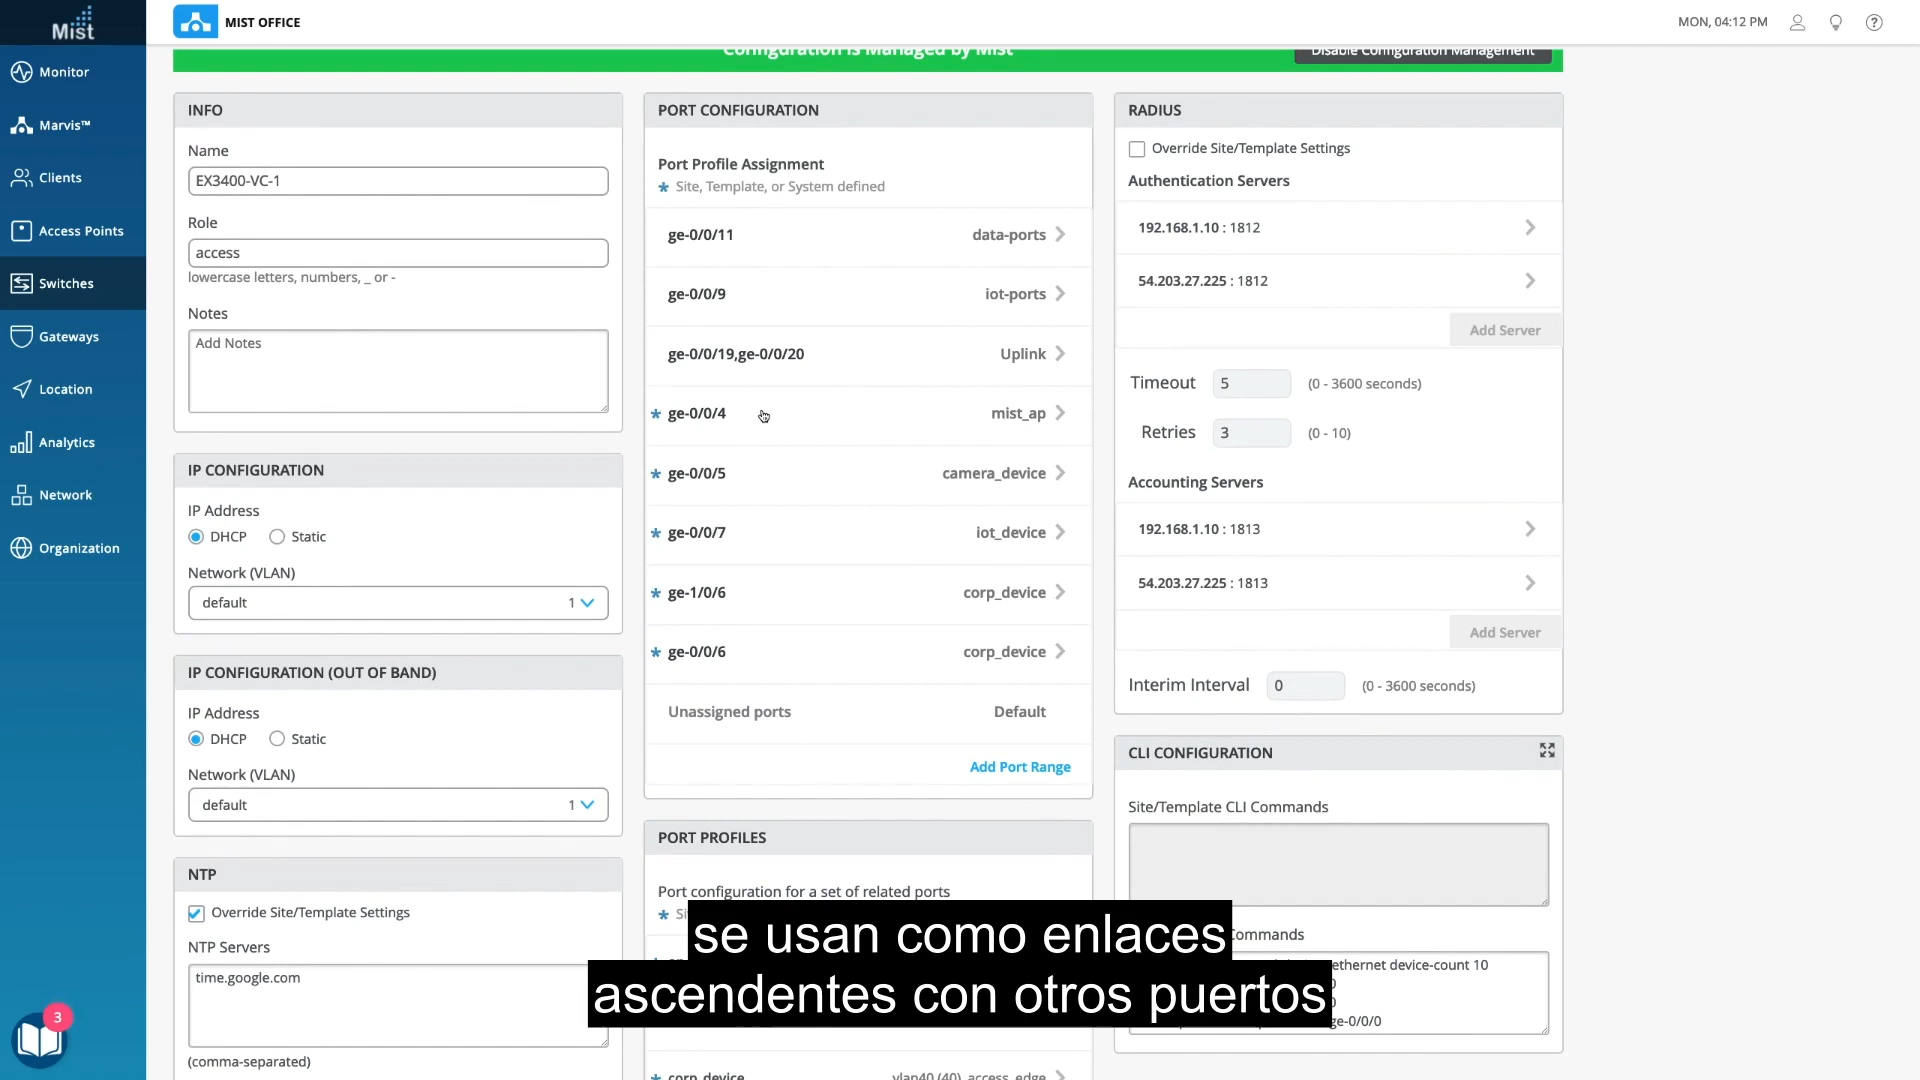 Mist
MIST OFFICE
MON, 04:12 PM
Monitor
Marvis™
Clients
Access Points
Switches
Gateways
Location
Analytics
Network
Organization
3
Configuration is Managed by Mist
Disable Configuration Management
INFO
Name
EX3400-VC-1
Role
access
lowercase letters, numbers, _ or -
Notes
Add Notes
IP CONFIGURATION
IP Address
DHCP
Static
Network (VLAN)
default 1
IP CONFIGURATION (OUT OF BAND)
IP Address
DHCP
Static
Network (VLAN)
default 1
NTP
Override Site/Template Settings
NTP Servers
time.google.com
(comma-separated)
PORT CONFIGURATION
Port Profile Assignment
* Site, Template, or System defined
ge-0/0/11 data-ports
ge-0/0/9 iot-ports
ge-0/0/19,ge-0/0/20 Uplink
* ge-0/0/4 mist_ap
* ge-0/0/5 camera_device
* ge-0/0/7 iot_device
* ge-1/0/6 corp_device
* ge-0/0/6 corp_device
Unassigned ports Default
Add Port Range
PORT PROFILES
Port configuration for a set of related ports
* Si
* corp_device vlan40 (40), access, edge
RADIUS
Override Site/Template Settings
Authentication Servers
192.168.1.10 : 1812
54.203.27.225 : 1812
Add Server
Timeout 5 (0 - 3600 seconds)
Retries 3 (0 - 10)
Accounting Servers
192.168.1.10 : 1813
54.203.27.225 : 1813
Add Server
Interim Interval 0 (0 - 3600 seconds)
CLI CONFIGURATION
Site/Template CLI Commands
ommands
ethernet device-count 10
ge-0/0/0
se usan como enlaces
ascendentes con otros puertos